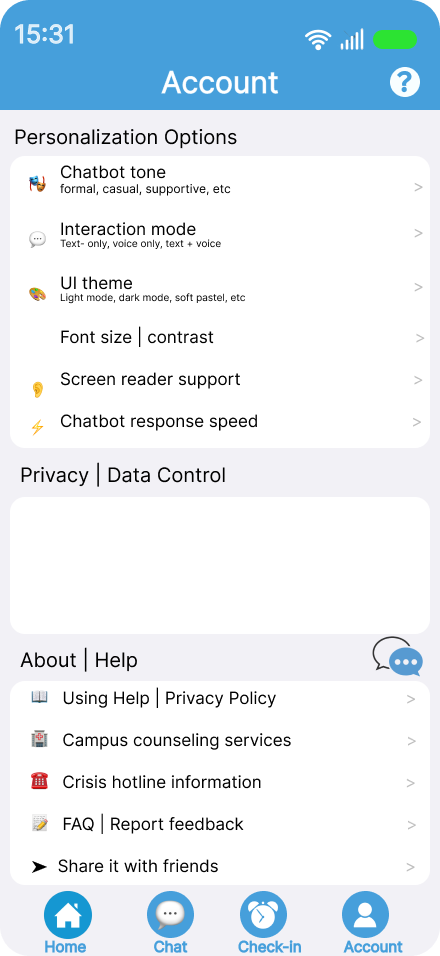 15:31
Account
?
Personalization Options
Chatbot tone
formal, casual, supportive, etc
>
Interaction mode
Text- only, voice only, text + voice
>
UI theme
Light mode, dark mode, soft pastel, etc
>
Font size | contrast >
Screen reader support >
Chatbot response speed >
Privacy | Data Control
About | Help
Using Help | Privacy Policy >
Campus counseling services >
Crisis hotline information >
FAQ | Report feedback >
Share it with friends >
Home Chat Check-in Account